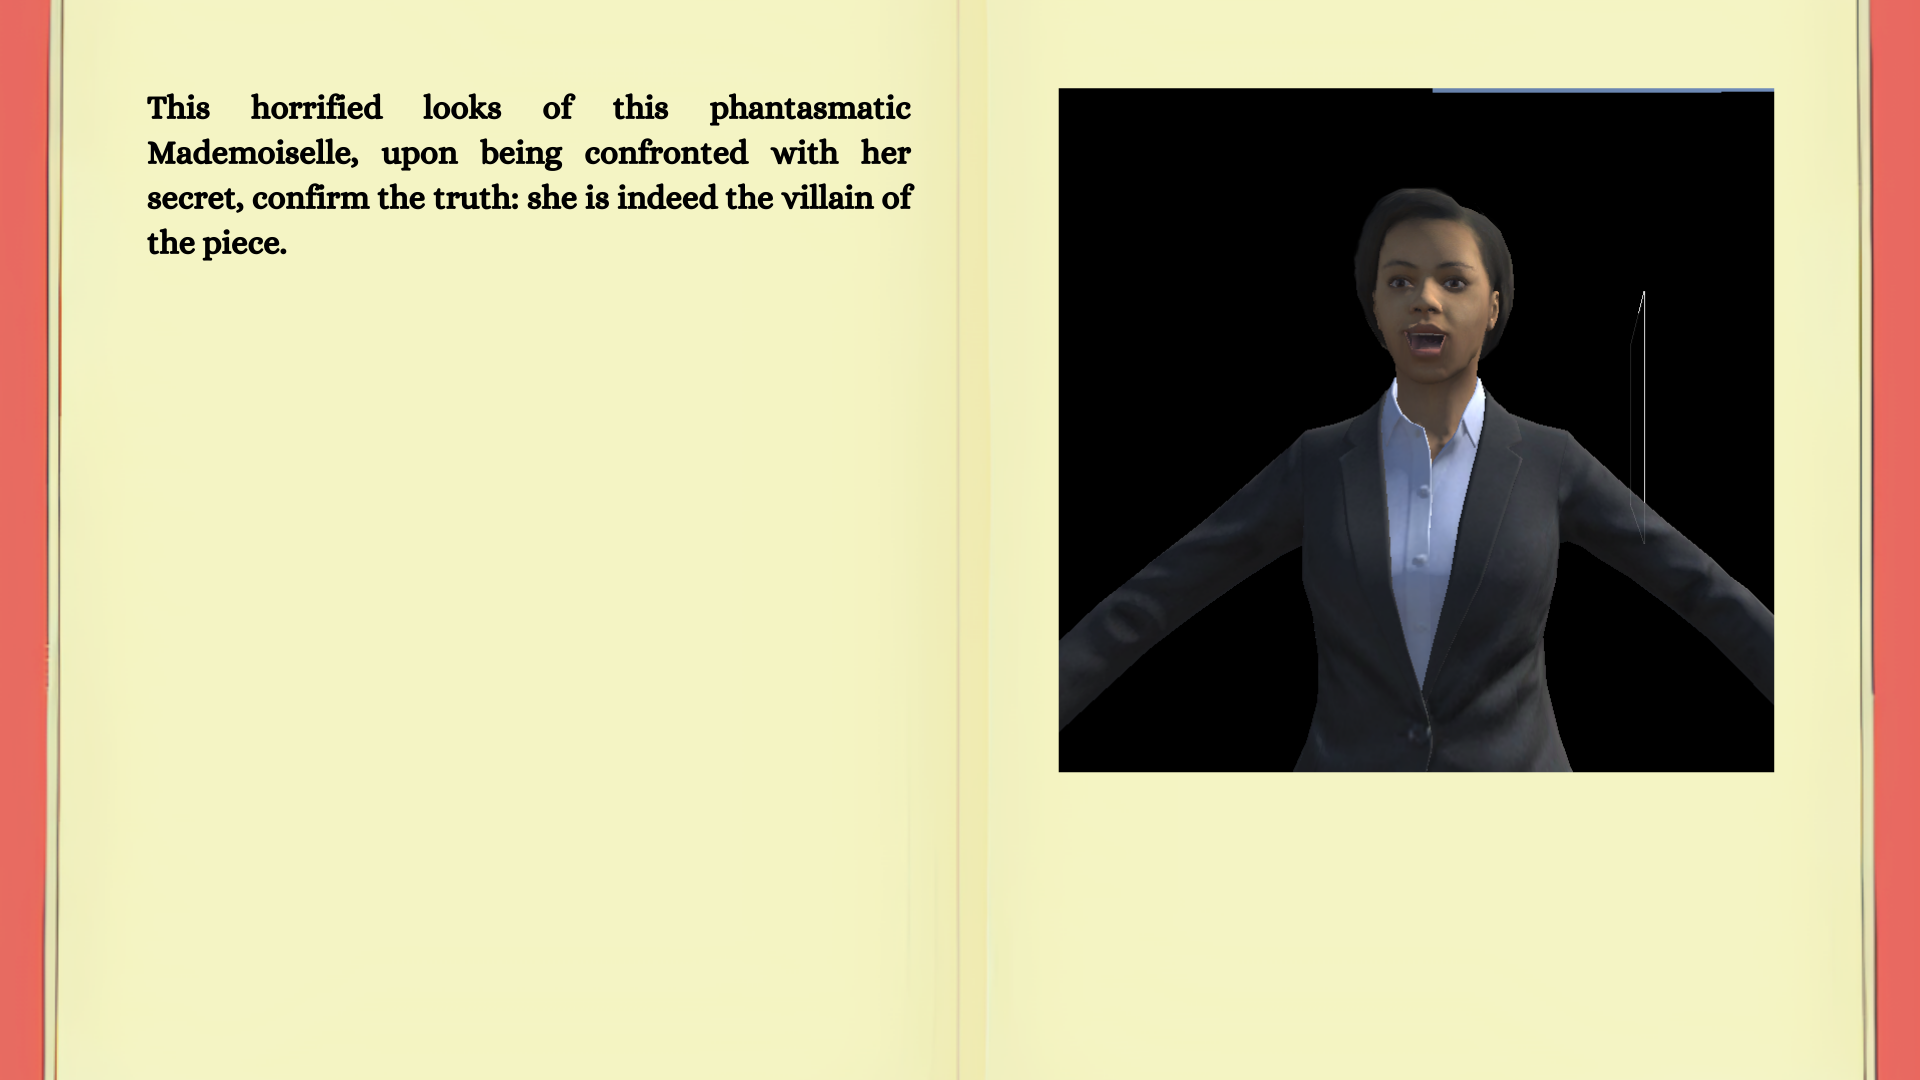 This horrified looks of this phantasmatic
Mademoiselle, upon being confronted with her
secret, confirm the truth: she is indeed the villain of
the piece.